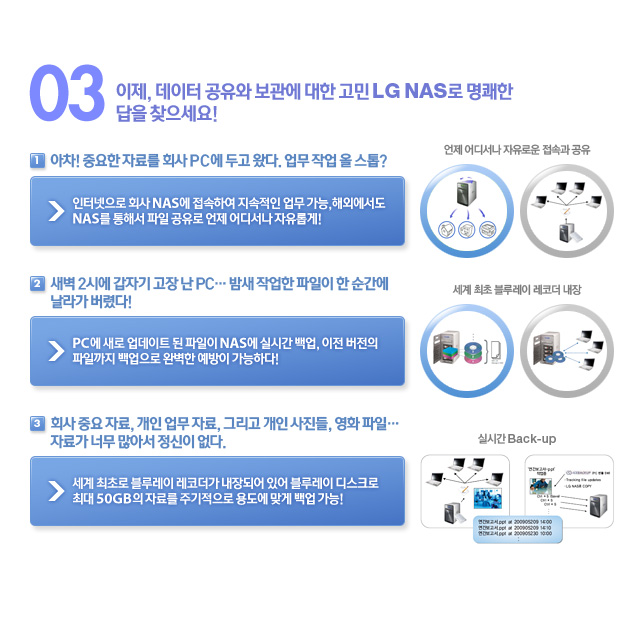 03
이제, 데이터 공유와 보관에 대한 고민 LG NAS로 명쾌한
답을 찾으세요!
1 아차! 중요한 자료를 회사 PC에 두고 왔다. 업무 작업 올 스톱?
인터넷으로 회사 NAS에 접속하여 지속적인 업무 가능,해외에서도
NAS를 통해서 파일 공유로 언제 어디서나 자유롭게!
언제 어디서나 자유로운 접속과 공유
2 새벽 2시에 갑자기 고장 난 PC… 밤새 작업한 파일이 한 순간에
날라가 버렸다!
PC에 새로 업데이트 된 파일이 NAS에 실시간 백업, 이전 버전의
파일까지 백업으로 완벽한 예방이 가능하다!
세계 최초 블루레이 레코더 내장
3 회사 중요 자료, 개인 업무 자료, 그리고 개인 사진들, 영화 파일…
자료가 너무 많아서 정신이 없다.
세계 최초로 블루레이 레코더가 내장되어 있어 블루레이 디스크로
최대 50GB의 자료를 주기적으로 용도에 맞게 백업 가능!
실시간 Back-up
연간보고서.ppt
작업중
- Tracking file updates
- LG NAS로 COPY
Ctrl + S
Ctrl + S
연간보고서.ppt at 200905209 14:00
연간보고서.ppt at 200905209 14:10
연간보고서.ppt at 200905230 10:00